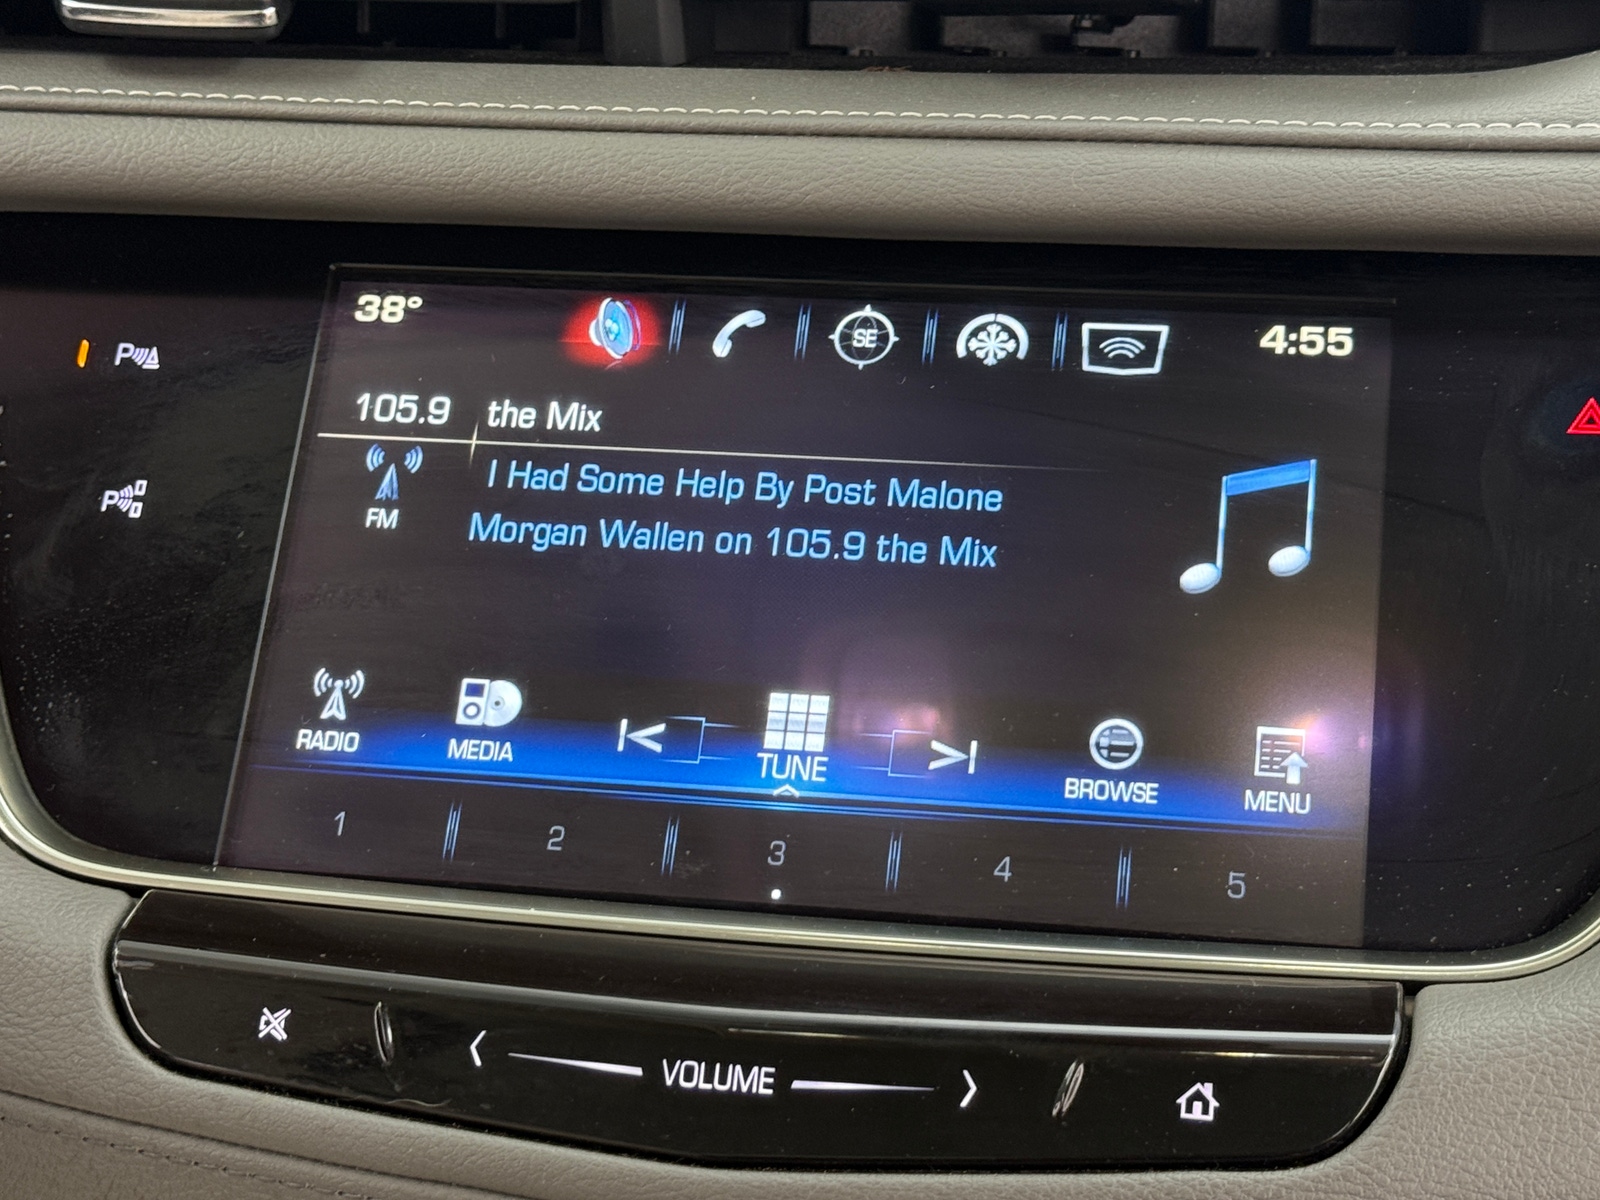 38°
SE
4:55
105.9 the Mix
I Had Some Help By Post Malone
Morgan Wallen on 105.9 the Mix
FM
RADIO
MEDIA
TUNE
BROWSE
MENU
1 2 3 4 5
P
P
VOLUME